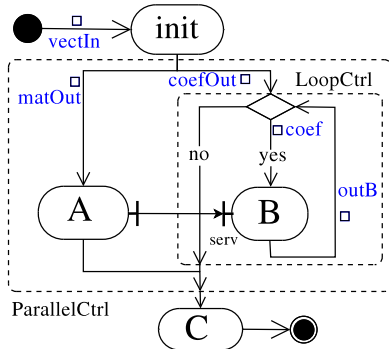 init
vectIn
coefOut
LoopCtrl
matOut
coef
no
yes
outB
A
B
serv
ParallelCtrl
C